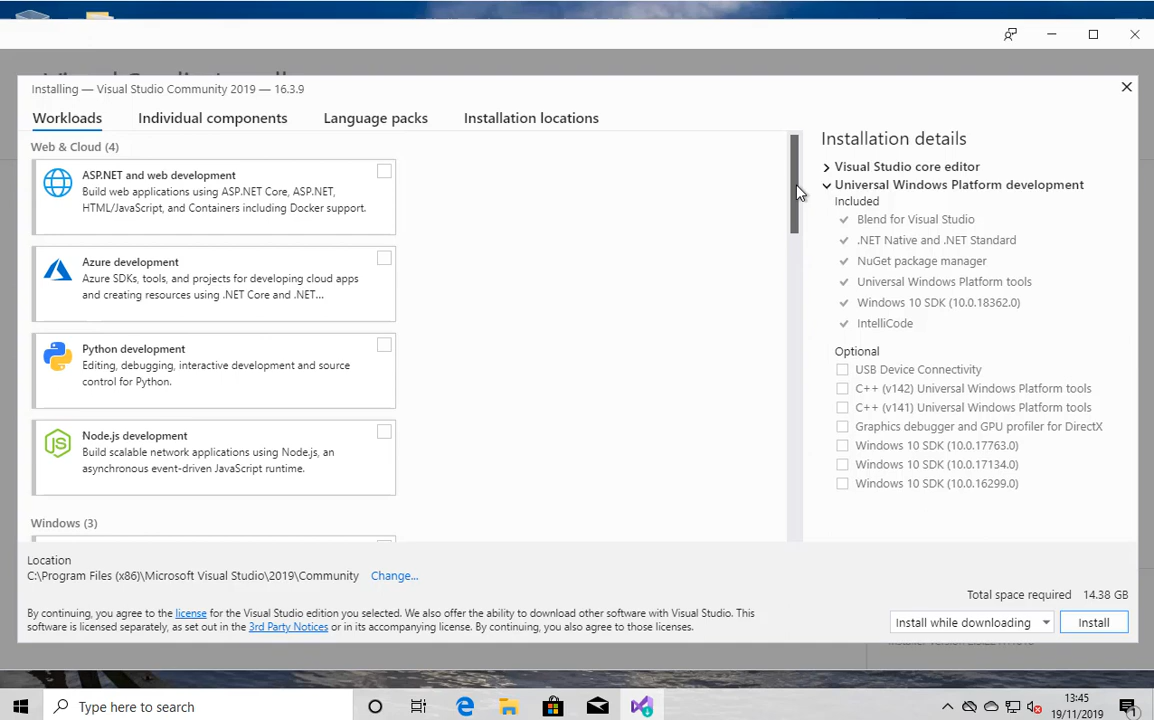 Installing — Visual Studio Community 2019 — 16.3.9
Workloads
Individual components
Language packs
Installation locations
Web & Cloud (4)
ASP.NET and web development
Build web applications using ASP.NET Core, ASP.NET,
HTML/JavaScript, and Containers including Docker support.
Azure development
Azure SDKs, tools, and projects for developing cloud apps
and creating resources using .NET Core and .NET...
Python development
Editing, debugging, interactive development and source
control for Python.
Node.js development
Build scalable network applications using Node.js, an
asynchronous event-driven JavaScript runtime.
Windows (3)
Installation details
Visual Studio core editor
Universal Windows Platform development
Included
Blend for Visual Studio
.NET Native and .NET Standard
NuGet package manager
Universal Windows Platform tools
Windows 10 SDK (10.0.18362.0)
IntelliCode
Optional
USB Device Connectivity
C++ (v142) Universal Windows Platform tools
C++ (v141) Universal Windows Platform tools
Graphics debugger and GPU profiler for DirectX
Windows 10 SDK (10.0.17763.0)
Windows 10 SDK (10.0.17134.0)
Windows 10 SDK (10.0.16299.0)
Location
C:\Program Files (x86)\Microsoft Visual Studio\2019\Community Change...
By continuing, you agree to the license for the Visual Studio edition you selected. We also offer the ability to download other software with Visual Studio. This
software is licensed separately, as set out in the 3rd Party Notices or in its accompanying license. By continuing, you also agree to those licenses.
Total space required 14.38 GB
Install while downloading
Install
Type here to search
13:45
19/11/2019
1